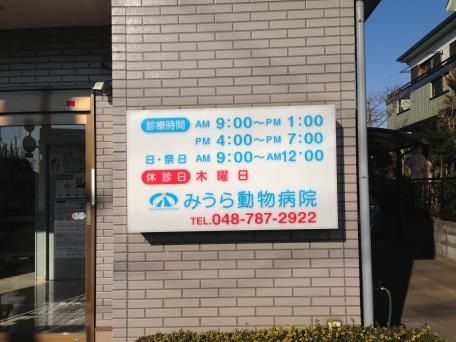 診療時間 AM 9:00〜PM 1:00
PM 4:00〜PM 7:00
日・祭日 AM 9:00〜AM12:00
休診日 木曜日
みうら動物病院
TEL.048-787-2922